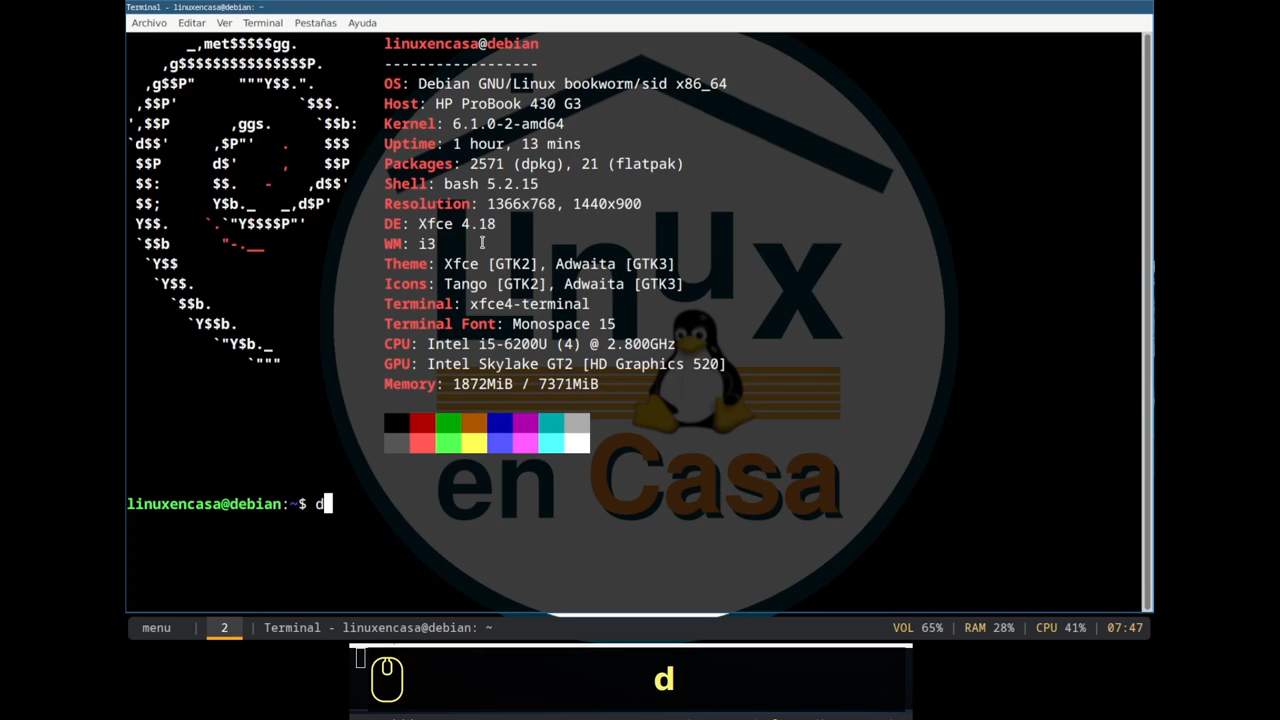 Terminal - linuxencasa@debian: ~
Archivo Editar Ver Terminal Pestañas Ayuda
_,met$$$$$gg.
,g$$$$$$$$$$$$$$$P.
,g$$P" """Y$$.".
,$$P' `$$$.
',$$P ,ggs. `$$b:
`d$$' ,$P"' . $$$
$$P d$' , $$P
$$: $$. - ,d$$'
$$; Y$b._ _,d$P'
Y$$. `.`"Y$$$$P"'
`$$b "-.__
`Y$$
`Y$$.
`$$b.
`Y$$b.
`"Y$b._
`"""
linuxencasa@debian
------------------
OS: Debian GNU/Linux bookworm/sid x86_64
Host: HP ProBook 430 G3
Kernel: 6.1.0-2-amd64
Uptime: 1 hour, 13 mins
Packages: 2571 (dpkg), 21 (flatpak)
Shell: bash 5.2.15
Resolution: 1366x768, 1440x900
DE: Xfce 4.18
WM: i3
Theme: Xfce [GTK2], Adwaita [GTK3]
Icons: Tango [GTK2], Adwaita [GTK3]
Terminal: xfce4-terminal
Terminal Font: Monospace 15
CPU: Intel i5-6200U (4) @ 2.800GHz
GPU: Intel Skylake GT2 [HD Graphics 520]
Memory: 1872MiB / 7371MiB
Linux
en Casa
linuxencasa@debian:~$ d
menu | 2 | Terminal - linuxencasa@debian: ~ VOL 65% | RAM 28% | CPU 41% | 07:47
d